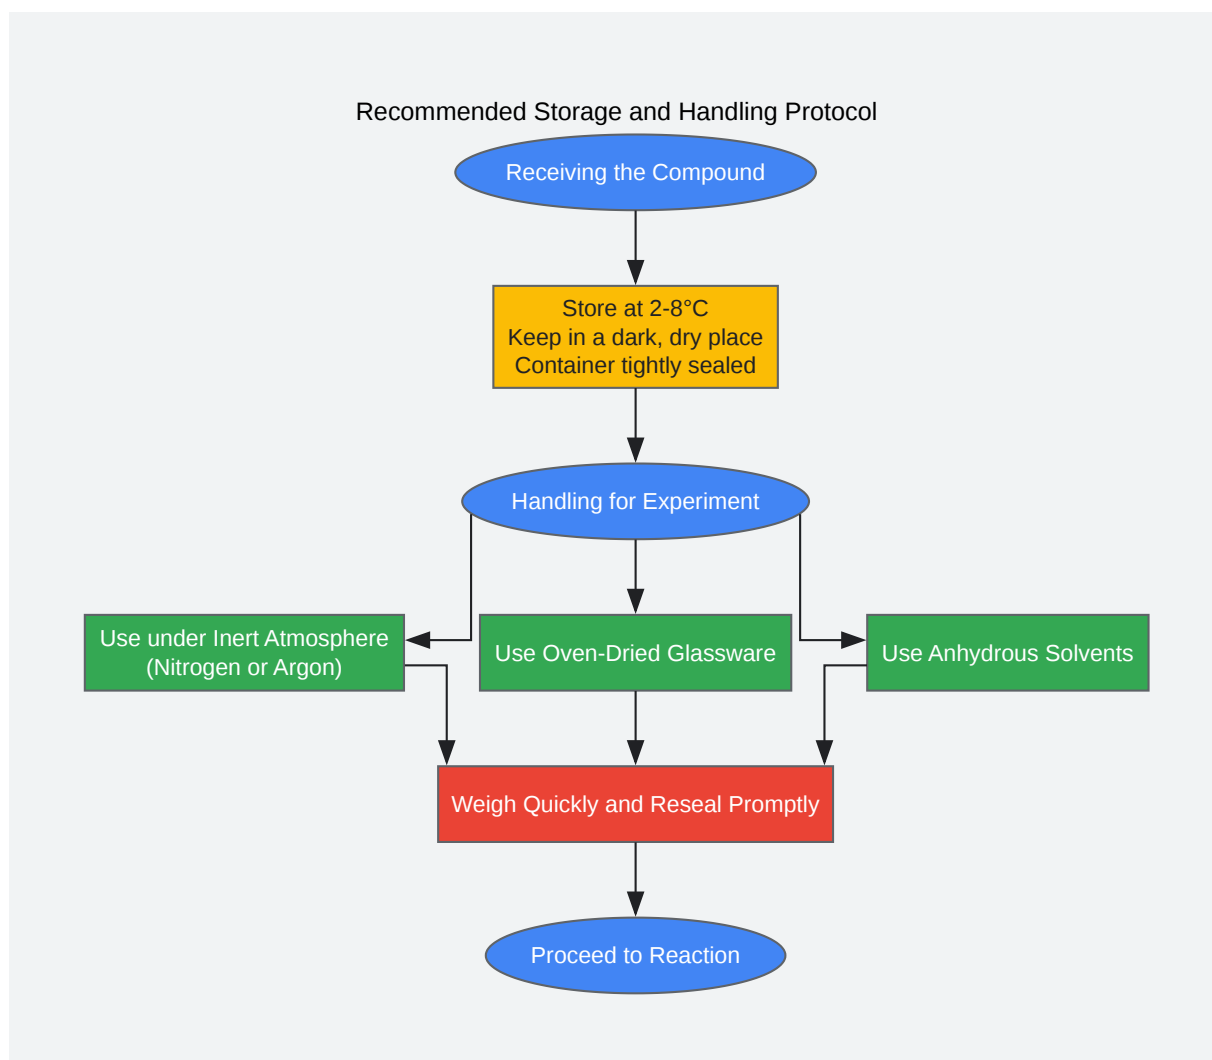 Recommended Storage and Handling Protocol
Receiving the Compound
Store at 2-8°C
Keep in a dark, dry place
Container tightly sealed
Handling for Experiment
Use under Inert Atmosphere
(Nitrogen or Argon)
Use Oven-Dried Glassware
Use Anhydrous Solvents
Weigh Quickly and Reseal Promptly
Proceed to Reaction